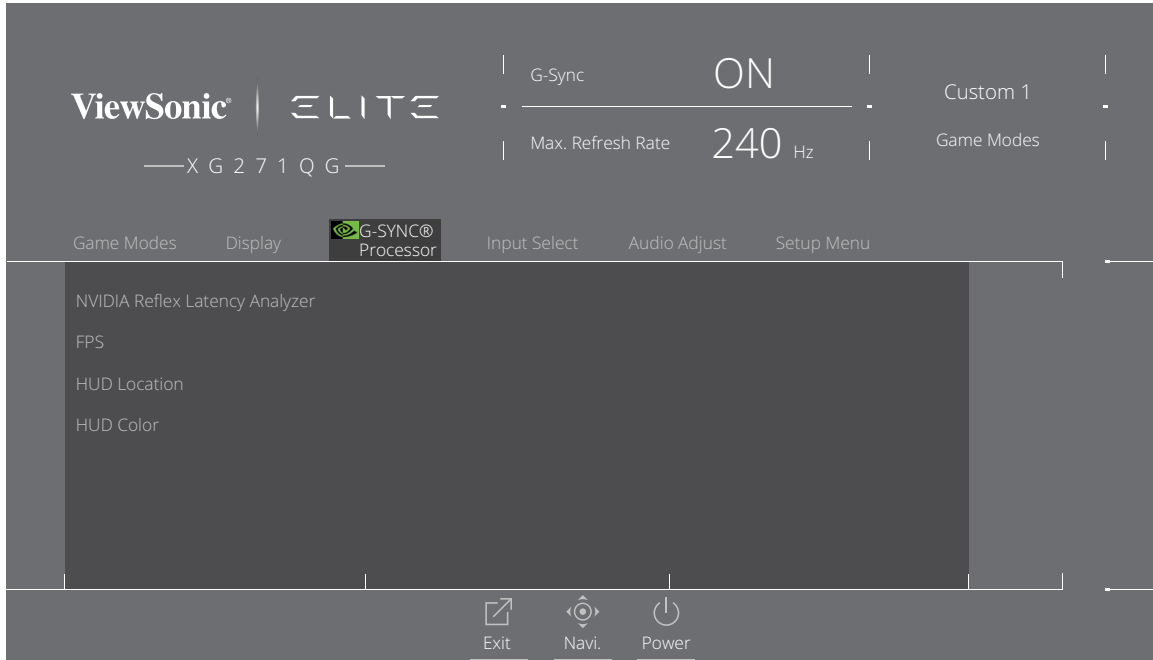 ViewSonic® ELITE
XG271QG
G-Sync ON
Max. Refresh Rate 240 Hz
Custom 1
Game Modes
Game Modes
Display
G-SYNC®
Processor
Input Select
Audio Adjust
Setup Menu
NVIDIA Reflex Latency Analyzer
FPS
HUD Location
HUD Color
Exit
Navi.
Power